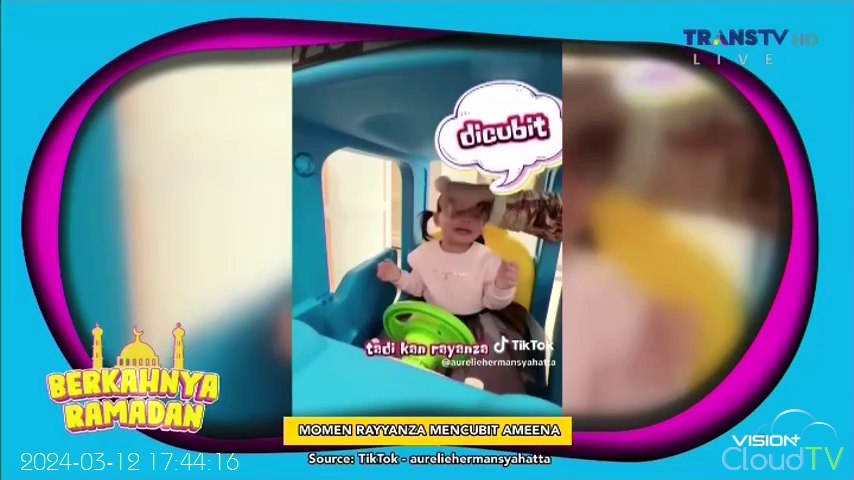 TRANSTV HD
LIVE
dicubit
tadi kan rayanza
TikTok
@aureliehermansyahatta
BERKAHNYA
RAMADAN
MOMEN RAYYANZA MENCUBIT AMEENA
Source: TikTok - aureliehermansyahatta
2024-03-12 17:44:16
VISION+
CloudTV